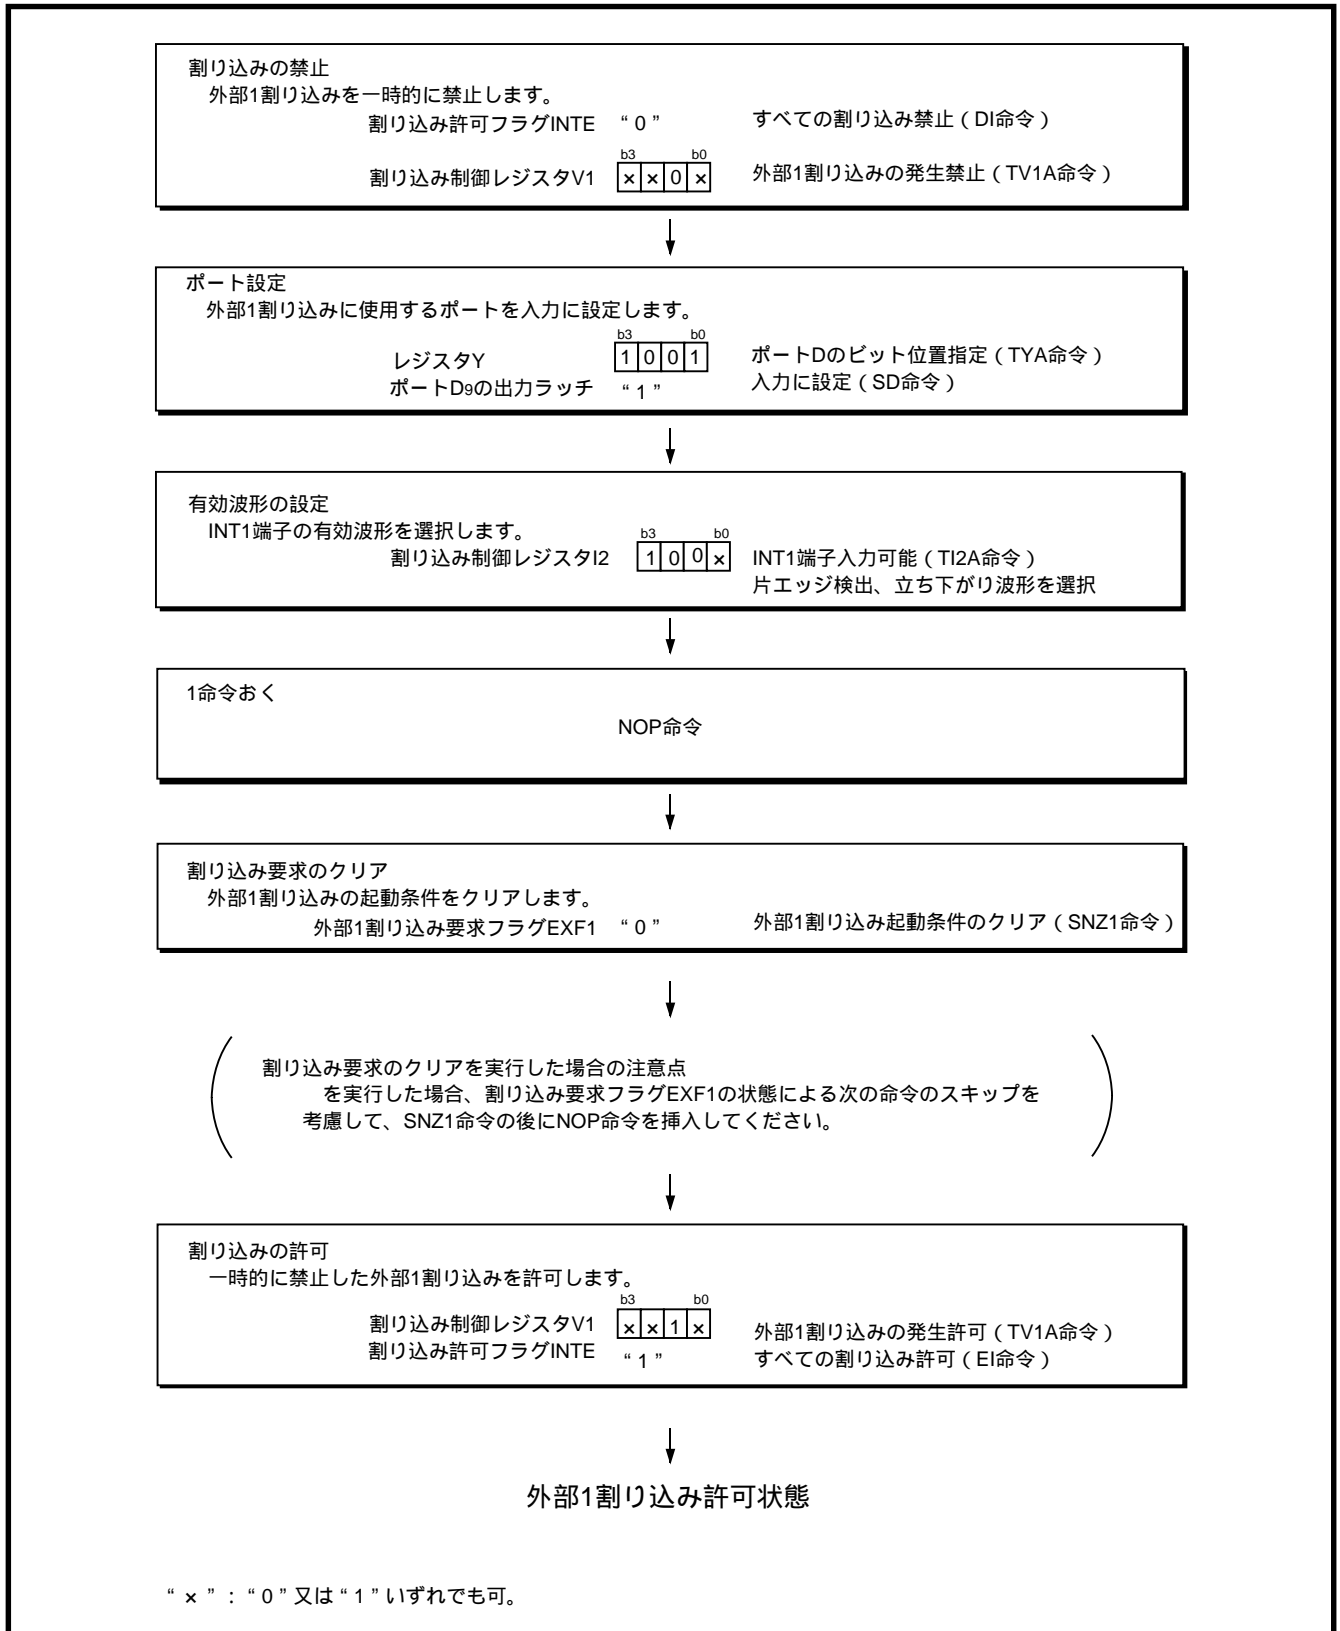 割り込みの禁止
外部1割り込みを一時的に禁止します。
割り込み許可フラグINTE “0” すべての割り込み禁止(DI命令)
b3 b0
割り込み制御レジスタV1 × × 0 × 外部1割り込みの発生禁止(TV1A命令)
ポート設定
外部1割り込みに使用するポートを入力に設定します。
b3 b0
レジスタY 1 0 0 1 ポートDのビット位置指定(TYA命令)
ポートD9の出力ラッチ “1” 入力に設定(SD命令)
有効波形の設定
INT1端子の有効波形を選択します。
b3 b0
割り込み制御レジスタI2 1 0 0 × INT1端子入力可能(TI2A命令)
片エッジ検出、立ち下がり波形を選択
1命令おく
NOP命令
割り込み要求のクリア
外部1割り込みの起動条件をクリアします。
外部1割り込み要求フラグEXF1 “0” 外部1割り込み起動条件のクリア(SNZ1命令)
割り込み要求のクリアを実行した場合の注意点
を実行した場合、割り込み要求フラグEXF1の状態による次の命令のスキップを
考慮して、SNZ1命令の後にNOP命令を挿入してください。
割り込みの許可
一時的に禁止した外部1割り込みを許可します。
b3 b0
割り込み制御レジスタV1 × × 1 × 外部1割り込みの発生許可(TV1A命令)
割り込み許可フラグINTE “1” すべての割り込み許可(EI命令)
外部1割り込み許可状態
“×”:“0”又は“1”いずれでも可。